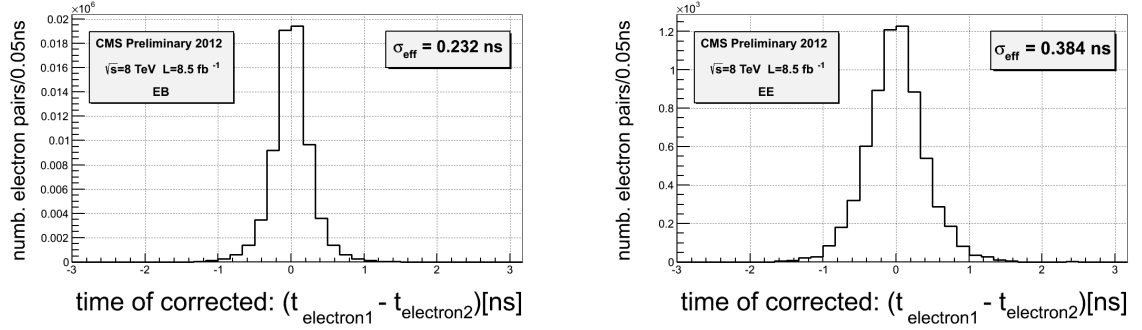 ×10⁶
0.02
0.018
0.016
0.014
0.012
0.01
0.008
0.006
0.004
0.002
0
numb. electron pairs/0.05ns
CMS Preliminary 2012
√s=8 TeV L=8.5 fb⁻¹
EB
σeff = 0.232 ns
-3 -2 -1 0 1 2 3
time of corrected: (t electron1 - t electron2)[ns]
×10³
1.2
1
0.8
0.6
0.4
0.2
0
numb. electron pairs/0.05ns
CMS Preliminary 2012
√s=8 TeV L=8.5 fb⁻¹
EE
σeff = 0.384 ns
-3 -2 -1 0 1 2 3
time of corrected: (t electron1 - t electron2)[ns]